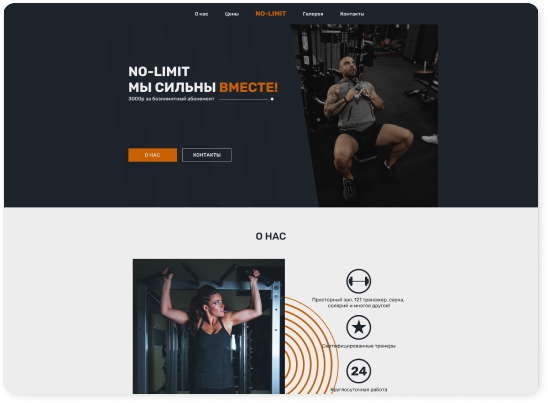 О нас Цены NO-LIMIT Галерея Контакты
NO-LIMIT
МЫ СИЛЬНЫ ВМЕСТЕ!
3000р за безлимитный абонемент
О НАС КОНТАКТЫ
О НАС
Просторный зал, 121 тренажер, сауна,
солярий и многое другое!
Сертифицированные тренеры
24
Круглосуточная работа